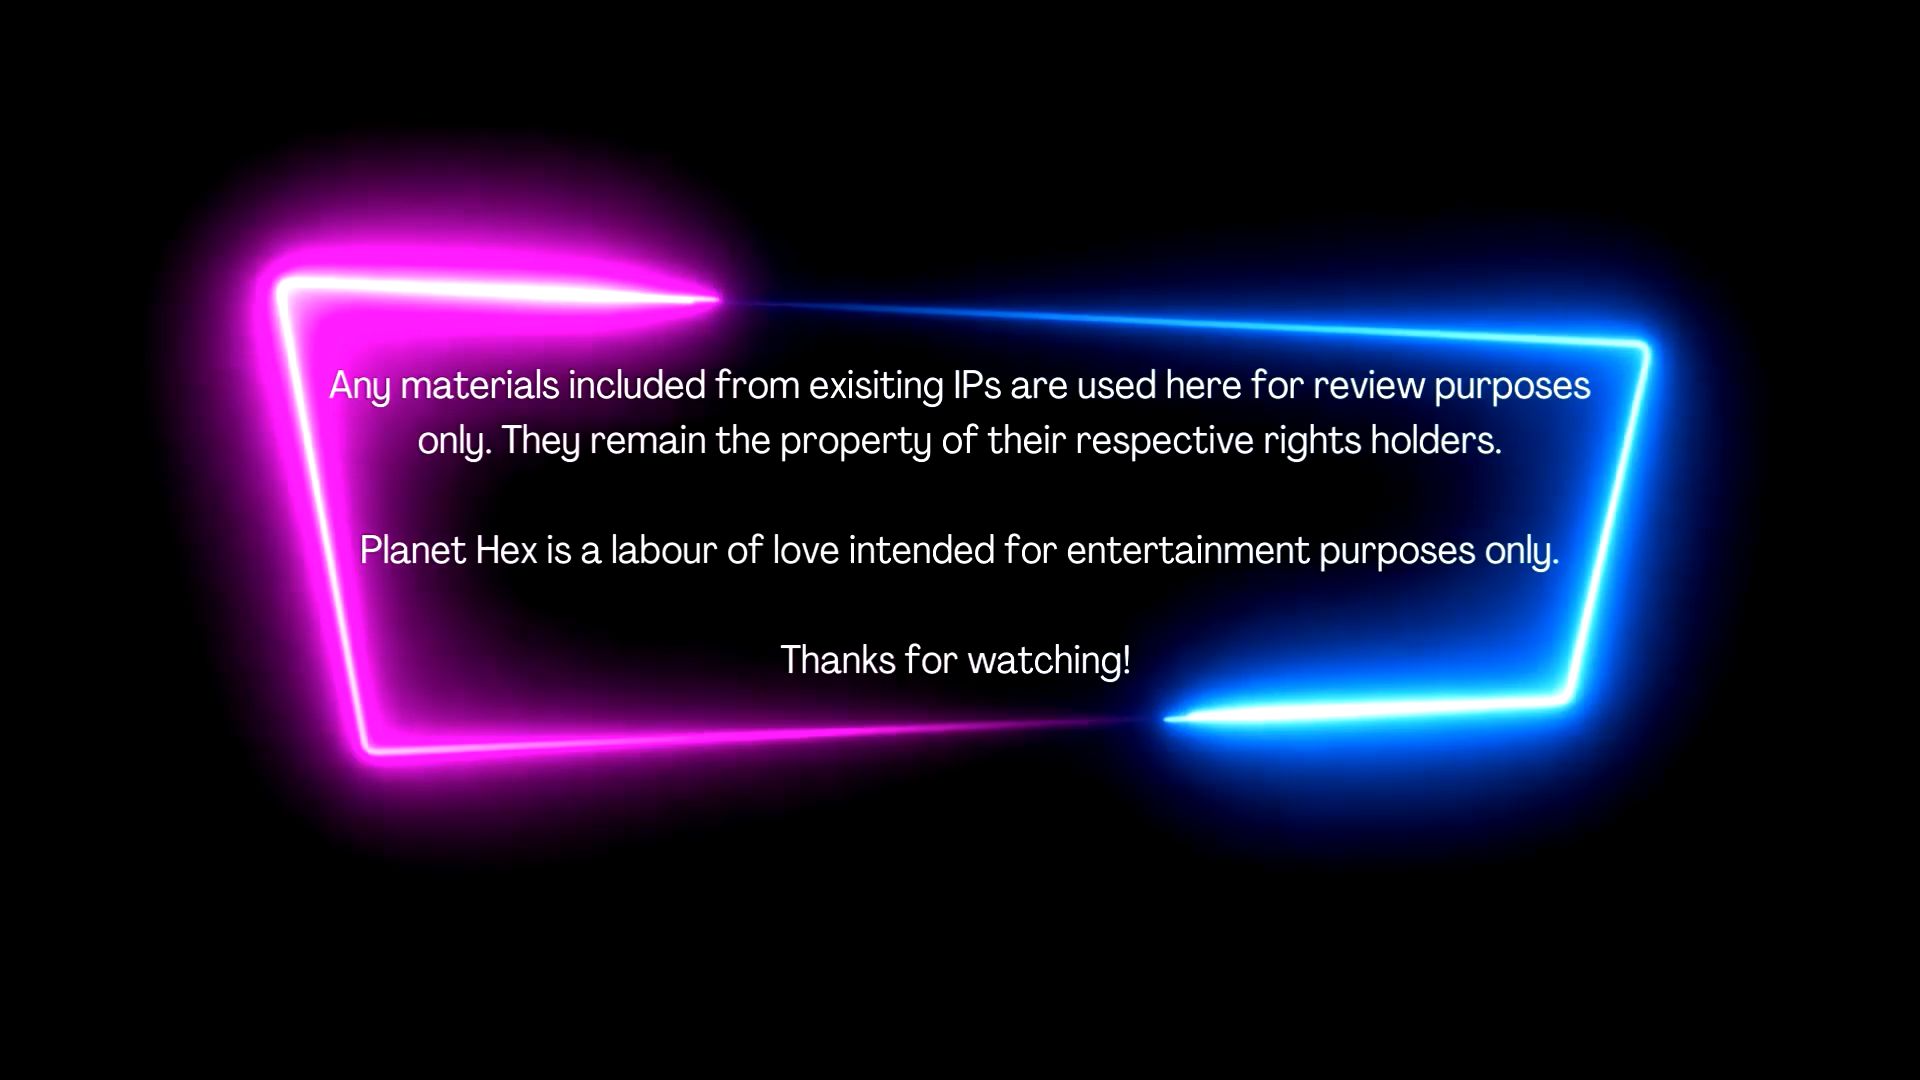 Any materials included from exisiting IPs are used here for review purposes
only. They remain the property of their respective rights holders.
Planet Hex is a labour of love intended for entertainment purposes only.
Thanks for watching!